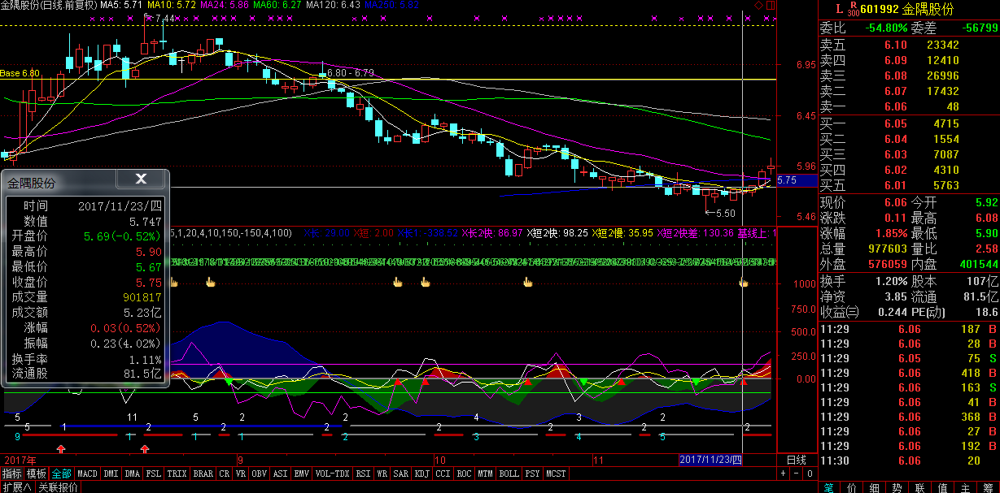 金隅股份(日线.前复权) MA5: 5.71 MA10: 5.72 MA24: 5.86 MA60: 6.27 MA120: 6.43 MA250: 5.82
7.44
Base 6.80
6.80 - 6.79
5.50
6.95
6.45
5.96
5.75
5.46
金隅股份 X
时间 2017/11/23/四
数值 5.747
开盘价 5.69(-0.52%)
最高价 5.90
最低价 5.67
收盘价 5.75
成交量 901817
成交额 5.23亿
涨幅 0.03(0.52%)
振幅 0.23(4.02%)
换手率 1.11%
流通股 81.5亿
5,1,20,4,10,150,-150,4,100) X长: 29.00 X短: 2.00 X长1: -338.52 X长2快: 86.97 X短2快: 98.25 X短2慢: 35.95 X短2快差: 130.36 基线上: 1
1000
750.0
500.0
250.0
0.00
5 1 11 5 2 2 4 3 2
5 2 2 2 2 2 2 2
9 1 1 1 2 3 4 5
2017年 9 10 11 2017/11/23/四 日线
指标 模板 全部 MACD DMI DMA FSL TRIX BRAR CR VR OBV ASI EMV VOL-TDX RSI WR SAR KDJ CCI ROC MTM BOLL PSY MCST + - 0
扩展∧ 关联报价
L R 300 601992 金隅股份
委比 -54.80% 委差 -56799
卖五 6.10 23342
卖四 6.09 12410
卖三 6.08 26996
卖二 6.07 17432
卖一 6.06 48
买一 6.05 4715
买二 6.04 1554
买三 6.03 7087
买四 6.02 4310
买五 6.01 5763
现价 6.06 今开 5.92
涨跌 0.11 最高 6.08
涨幅 1.85% 最低 5.90
总量 977603 量比 2.58
外盘 576059 内盘 401544
换手 1.20% 股本 107亿
净资 3.85 流通 81.5亿
收益㈢ 0.244 PE(动) 18.6
11:29 6.06 187 B
11:29 6.06 28 B
11:29 6.05 75 S
11:29 6.06 418 B
11:29 6.06 163 S
11:29 6.06 41 B
11:29 6.06 368 B
11:29 6.06 27 B
11:29 6.06 192 B
11:30 6.06 20
笔 价 细 势 联 值 主 筹